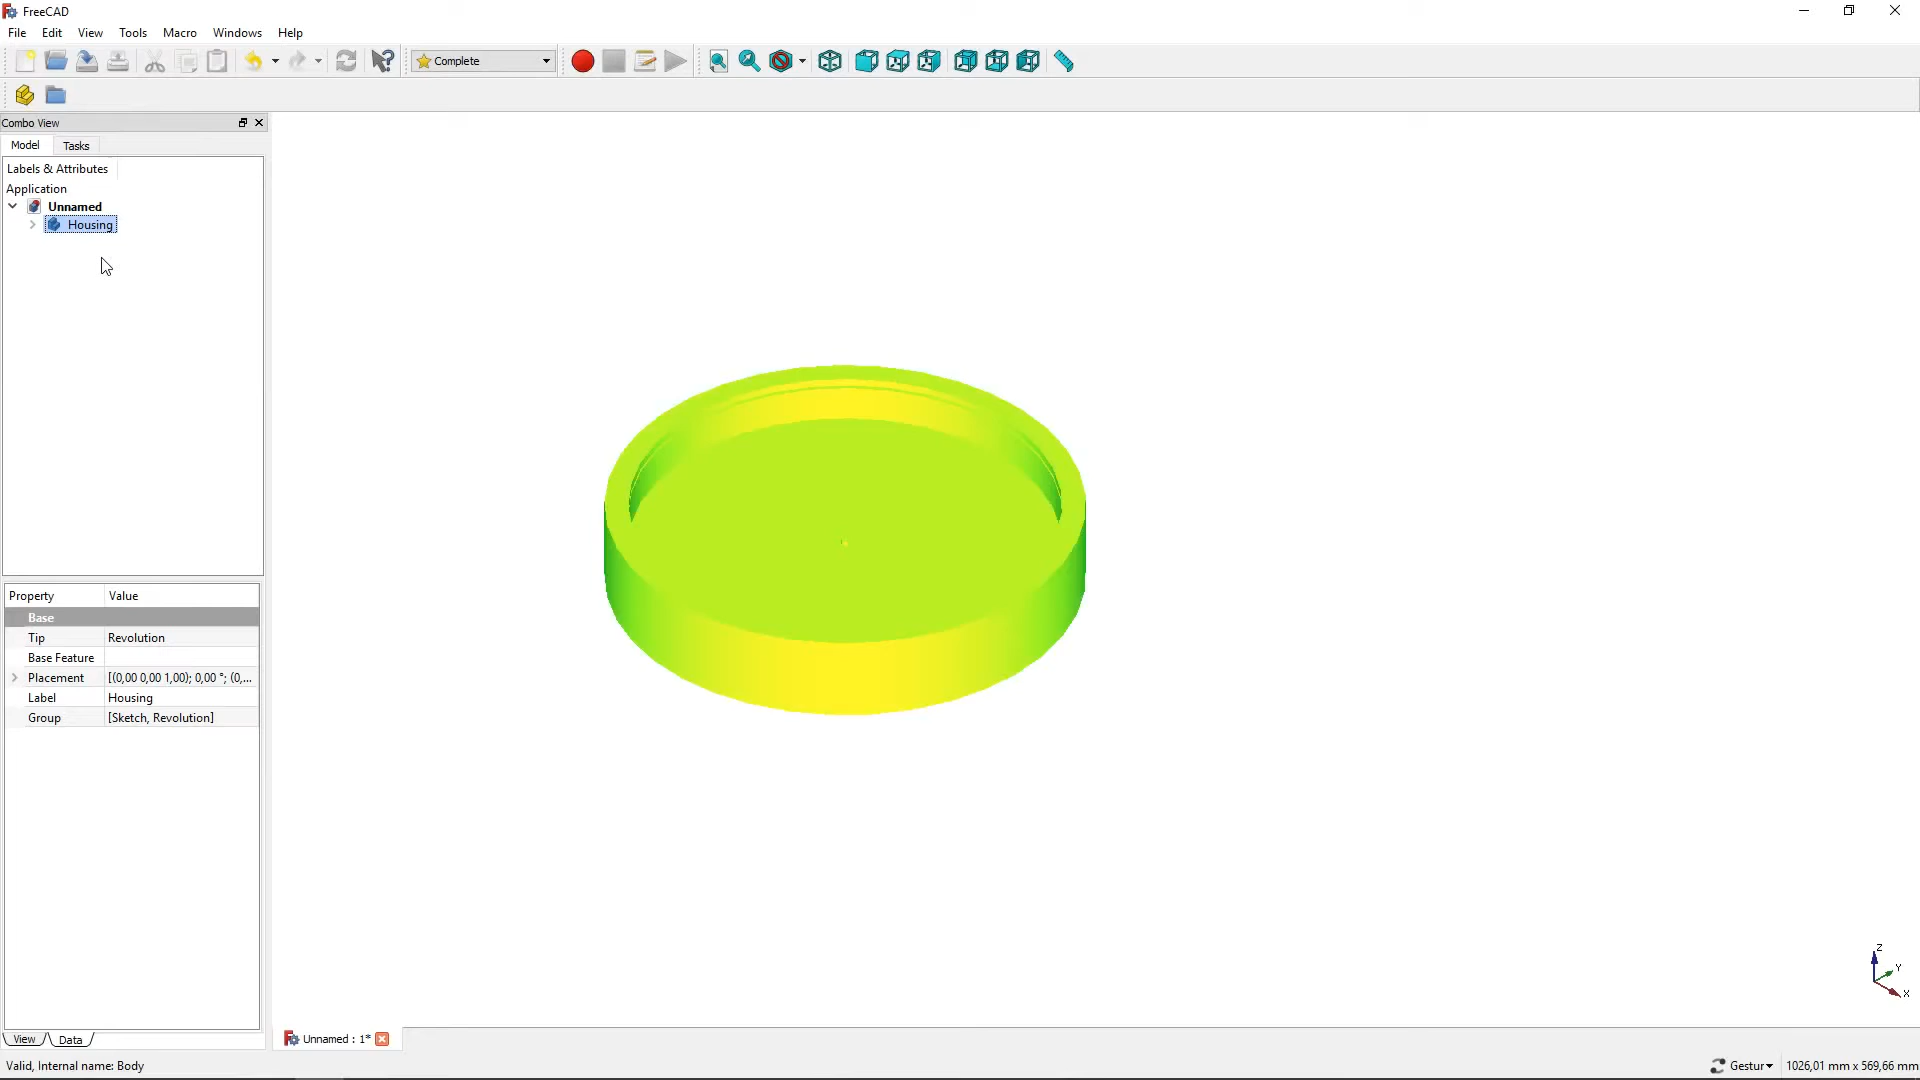 FreeCAD
File Edit View Tools Macro Windows Help
Complete
Combo View
Model Tasks
Labels & Attributes
Application
Unnamed
Housing
Property Value
Base
Tip Revolution
Base Feature
Placement [(0,00 0,00 1,00); 0,00 °; (0,...
Label Housing
Group [Sketch, Revolution]
View Data
Unnamed : 1*
Valid, Internal name: Body
Gestur 1026,01 mm x 569,66 mm
Z
Y
X